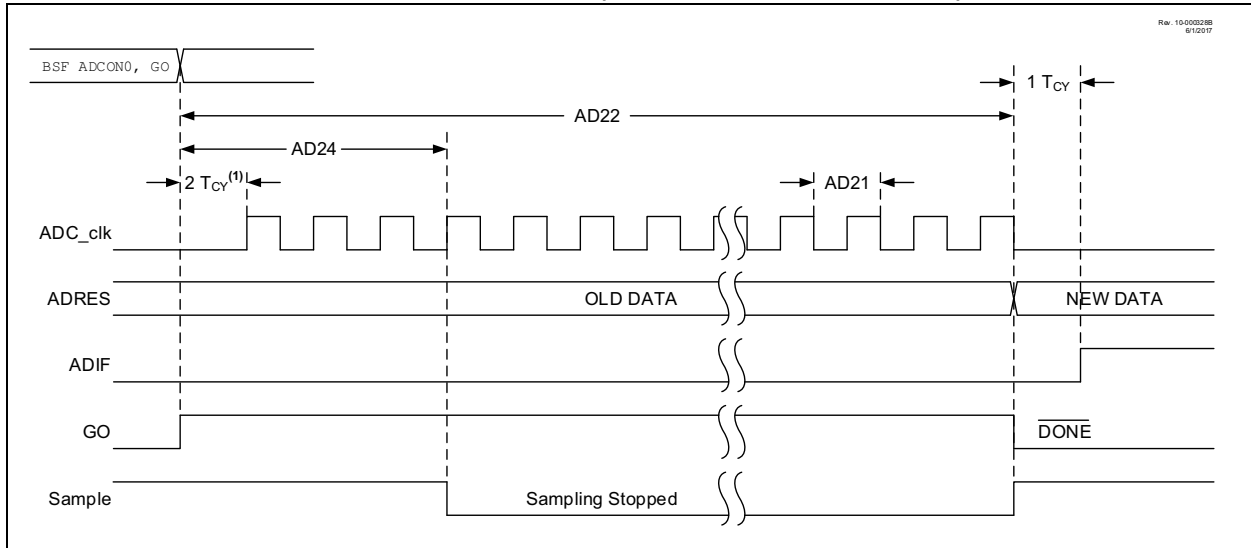 Rev. 10-000328B
6/1/2017
BSF ADCON0, GO
1 TCY
AD22
AD24
2 TCY(1)
AD21
ADC_clk
ADRES
OLD DATA
NEW DATA
ADIF
GO
DONE
Sample
Sampling Stopped